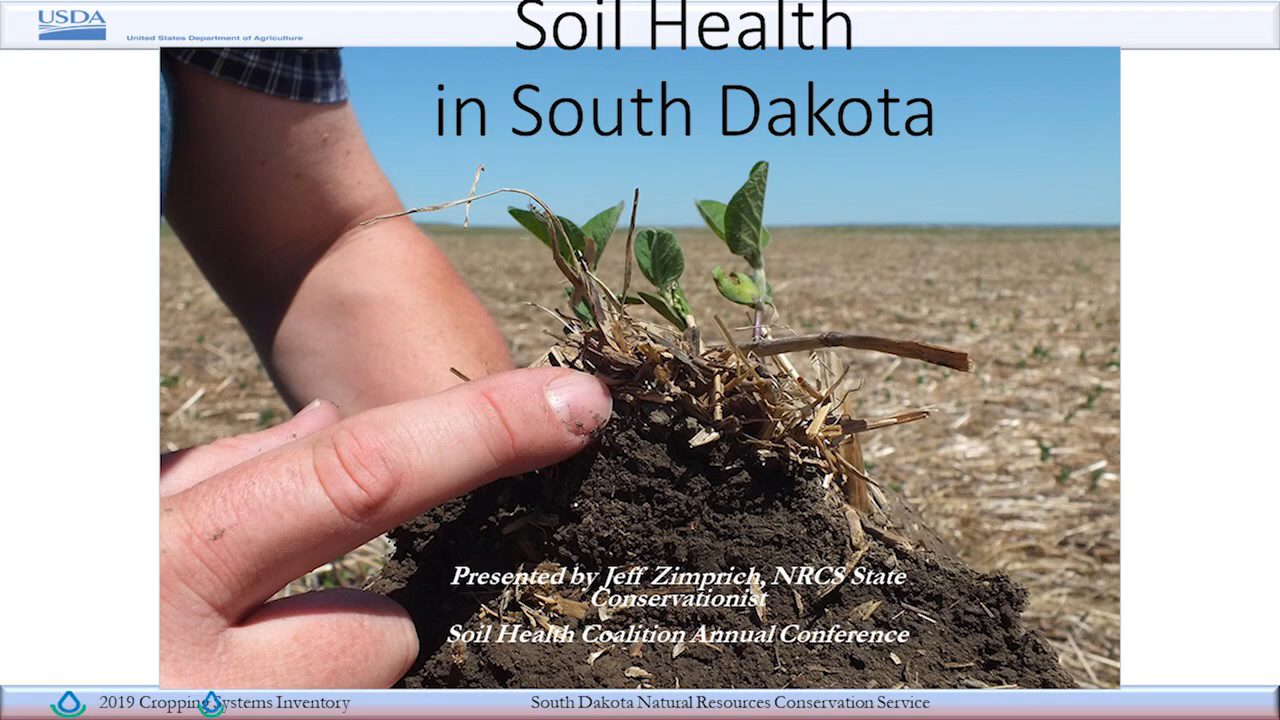 USDA
United States Department of Agriculture
Soil Health
in South Dakota
Presented by Jeff Zimprich, NRCS State
Conservationist
Soil Health Coalition Annual Conference
2019 Cropping Systems Inventory
South Dakota Natural Resources Conservation Service